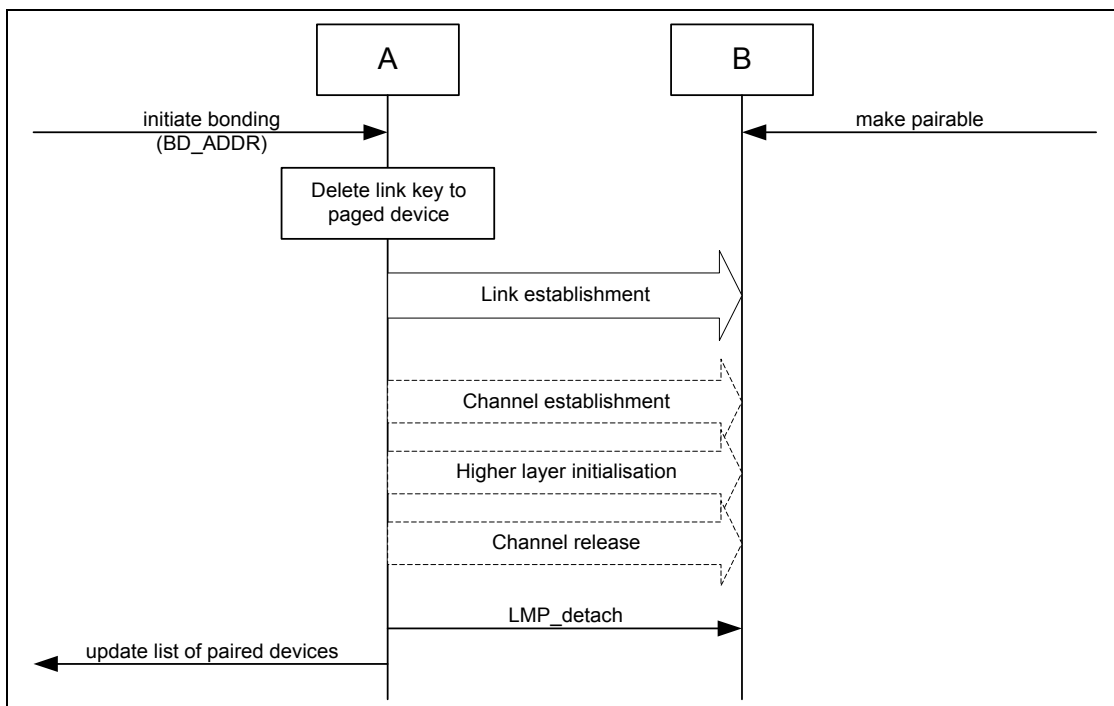 A
B
initiate bonding
(BD_ADDR)
make pairable
Delete link key to
paged device
Link establishment
Channel establishment
Higher layer initialisation
Channel release
LMP_detach
update list of paired devices